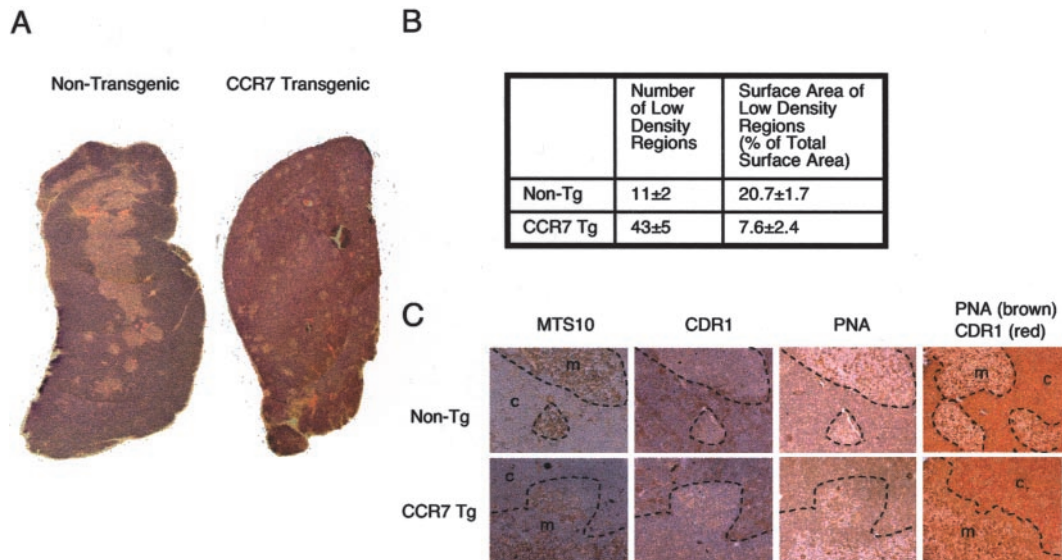 A
Non-Transgenic
CCR7 Transgenic
B
Number
of Low
Density
Regions
Surface Area of
Low Density
Regions
(% of Total
Surface Area)
Non-Tg
11±2
20.7±1.7
CCR7 Tg
43±5
7.6±2.4
C
MTS10
CDR1
PNA
PNA (brown)
CDR1 (red)
Non-Tg
m
c
m
c
CCR7 Tg
c
m
c
m